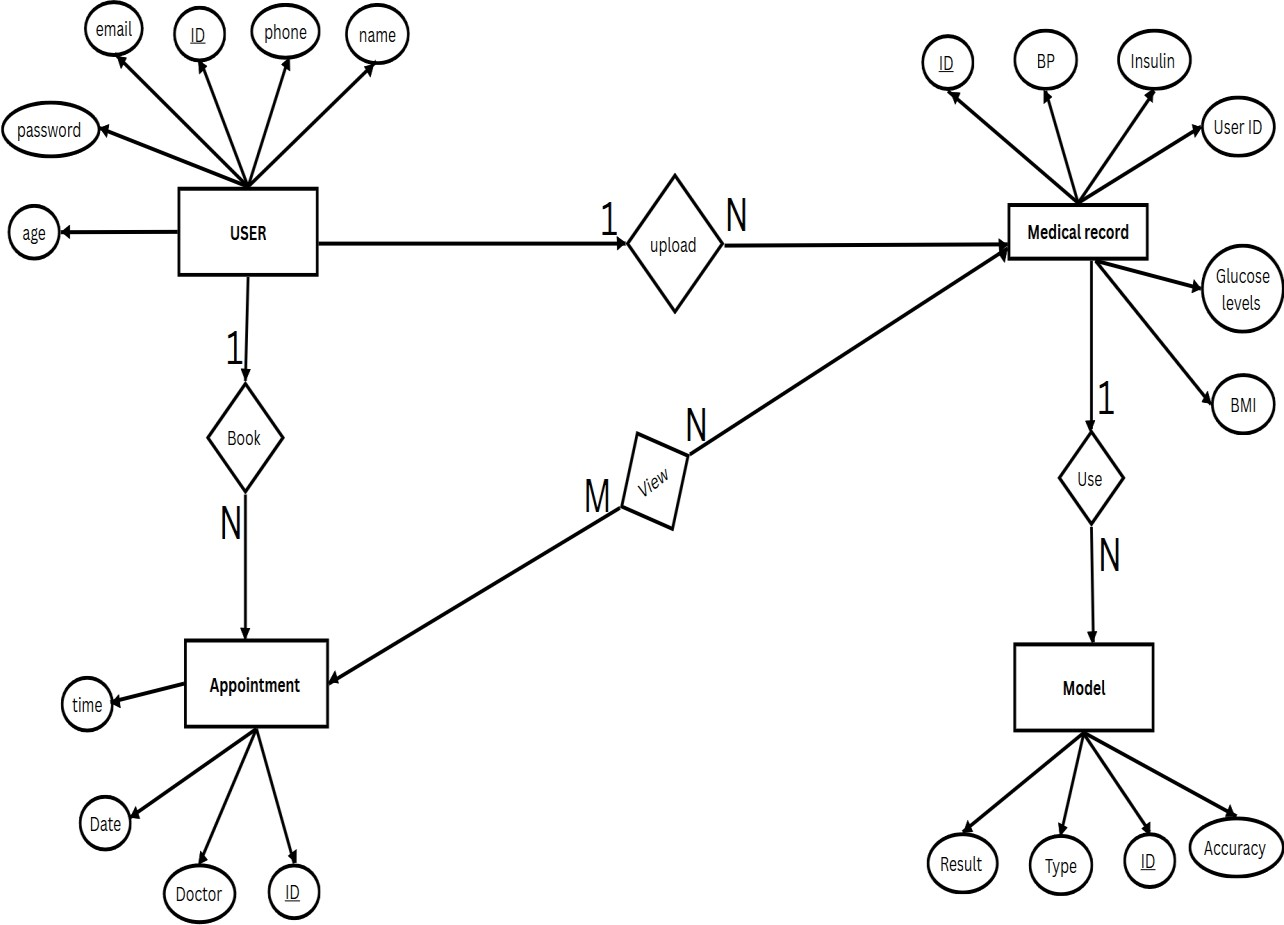 email
ID
phone
name
password
age
USER
1
upload
N
ID
BP
Insulin
User ID
Medical record
Glucose
levels
BMI
1
Book
N
M
View
N
1
Use
N
Appointment
time
Date
Doctor
ID
Model
Result
Type
ID
Accuracy